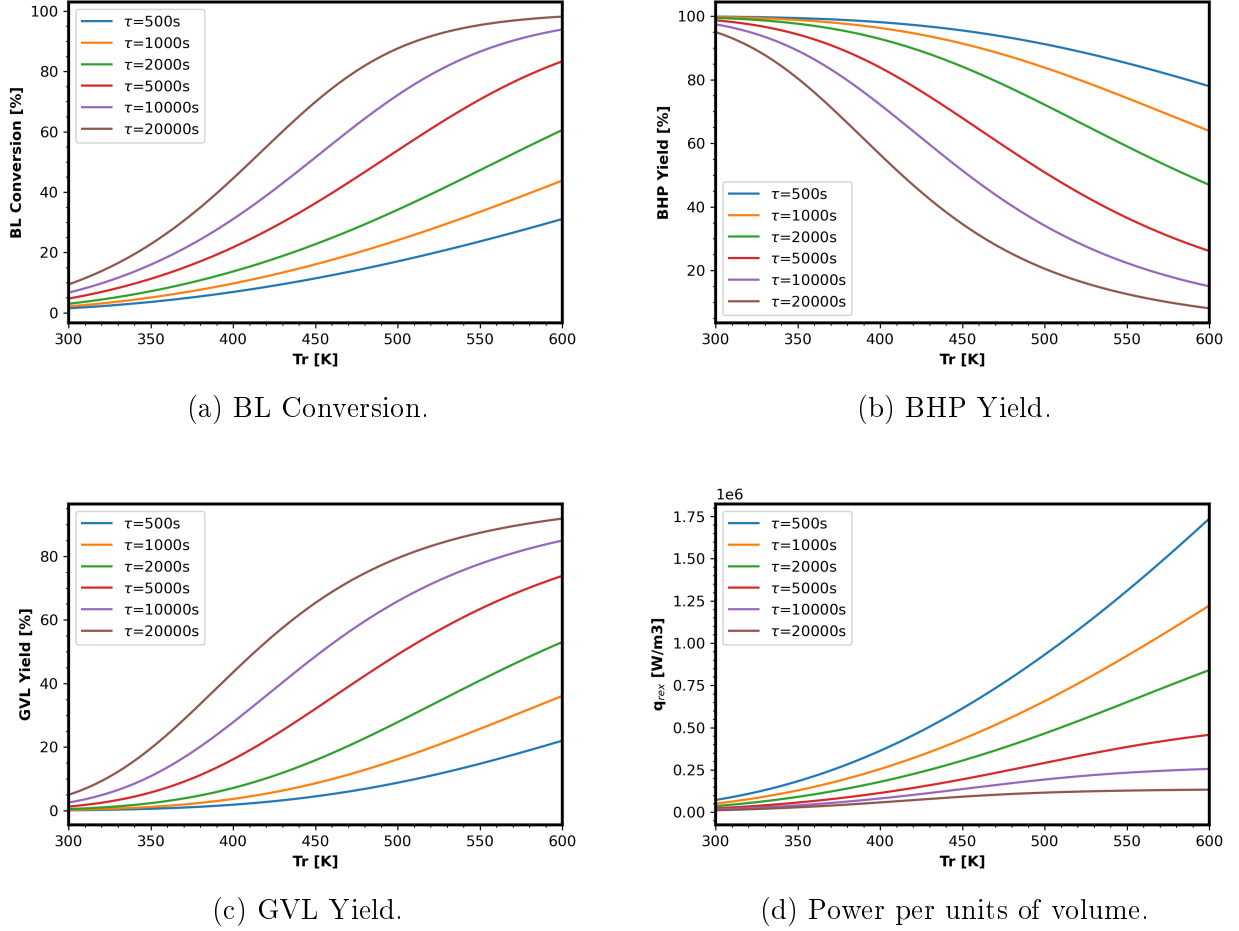 BL Conversion [%]
100
80
60
40
20
0
τ=500s
τ=1000s
τ=2000s
τ=5000s
τ=10000s
τ=20000s
300 350 400 450 500 550 600
Tr [K]
(a) BL Conversion.
BHP Yield [%]
100
80
60
40
20
τ=500s
τ=1000s
τ=2000s
τ=5000s
τ=10000s
τ=20000s
300 350 400 450 500 550 600
Tr [K]
(b) BHP Yield.
GVL Yield [%]
80
60
40
20
0
τ=500s
τ=1000s
τ=2000s
τ=5000s
τ=10000s
τ=20000s
300 350 400 450 500 550 600
Tr [K]
(c) GVL Yield.
1e6
q_rex [W/m3]
1.75
1.50
1.25
1.00
0.75
0.50
0.25
0.00
τ=500s
τ=1000s
τ=2000s
τ=5000s
τ=10000s
τ=20000s
300 350 400 450 500 550 600
Tr [K]
(d) Power per units of volume.